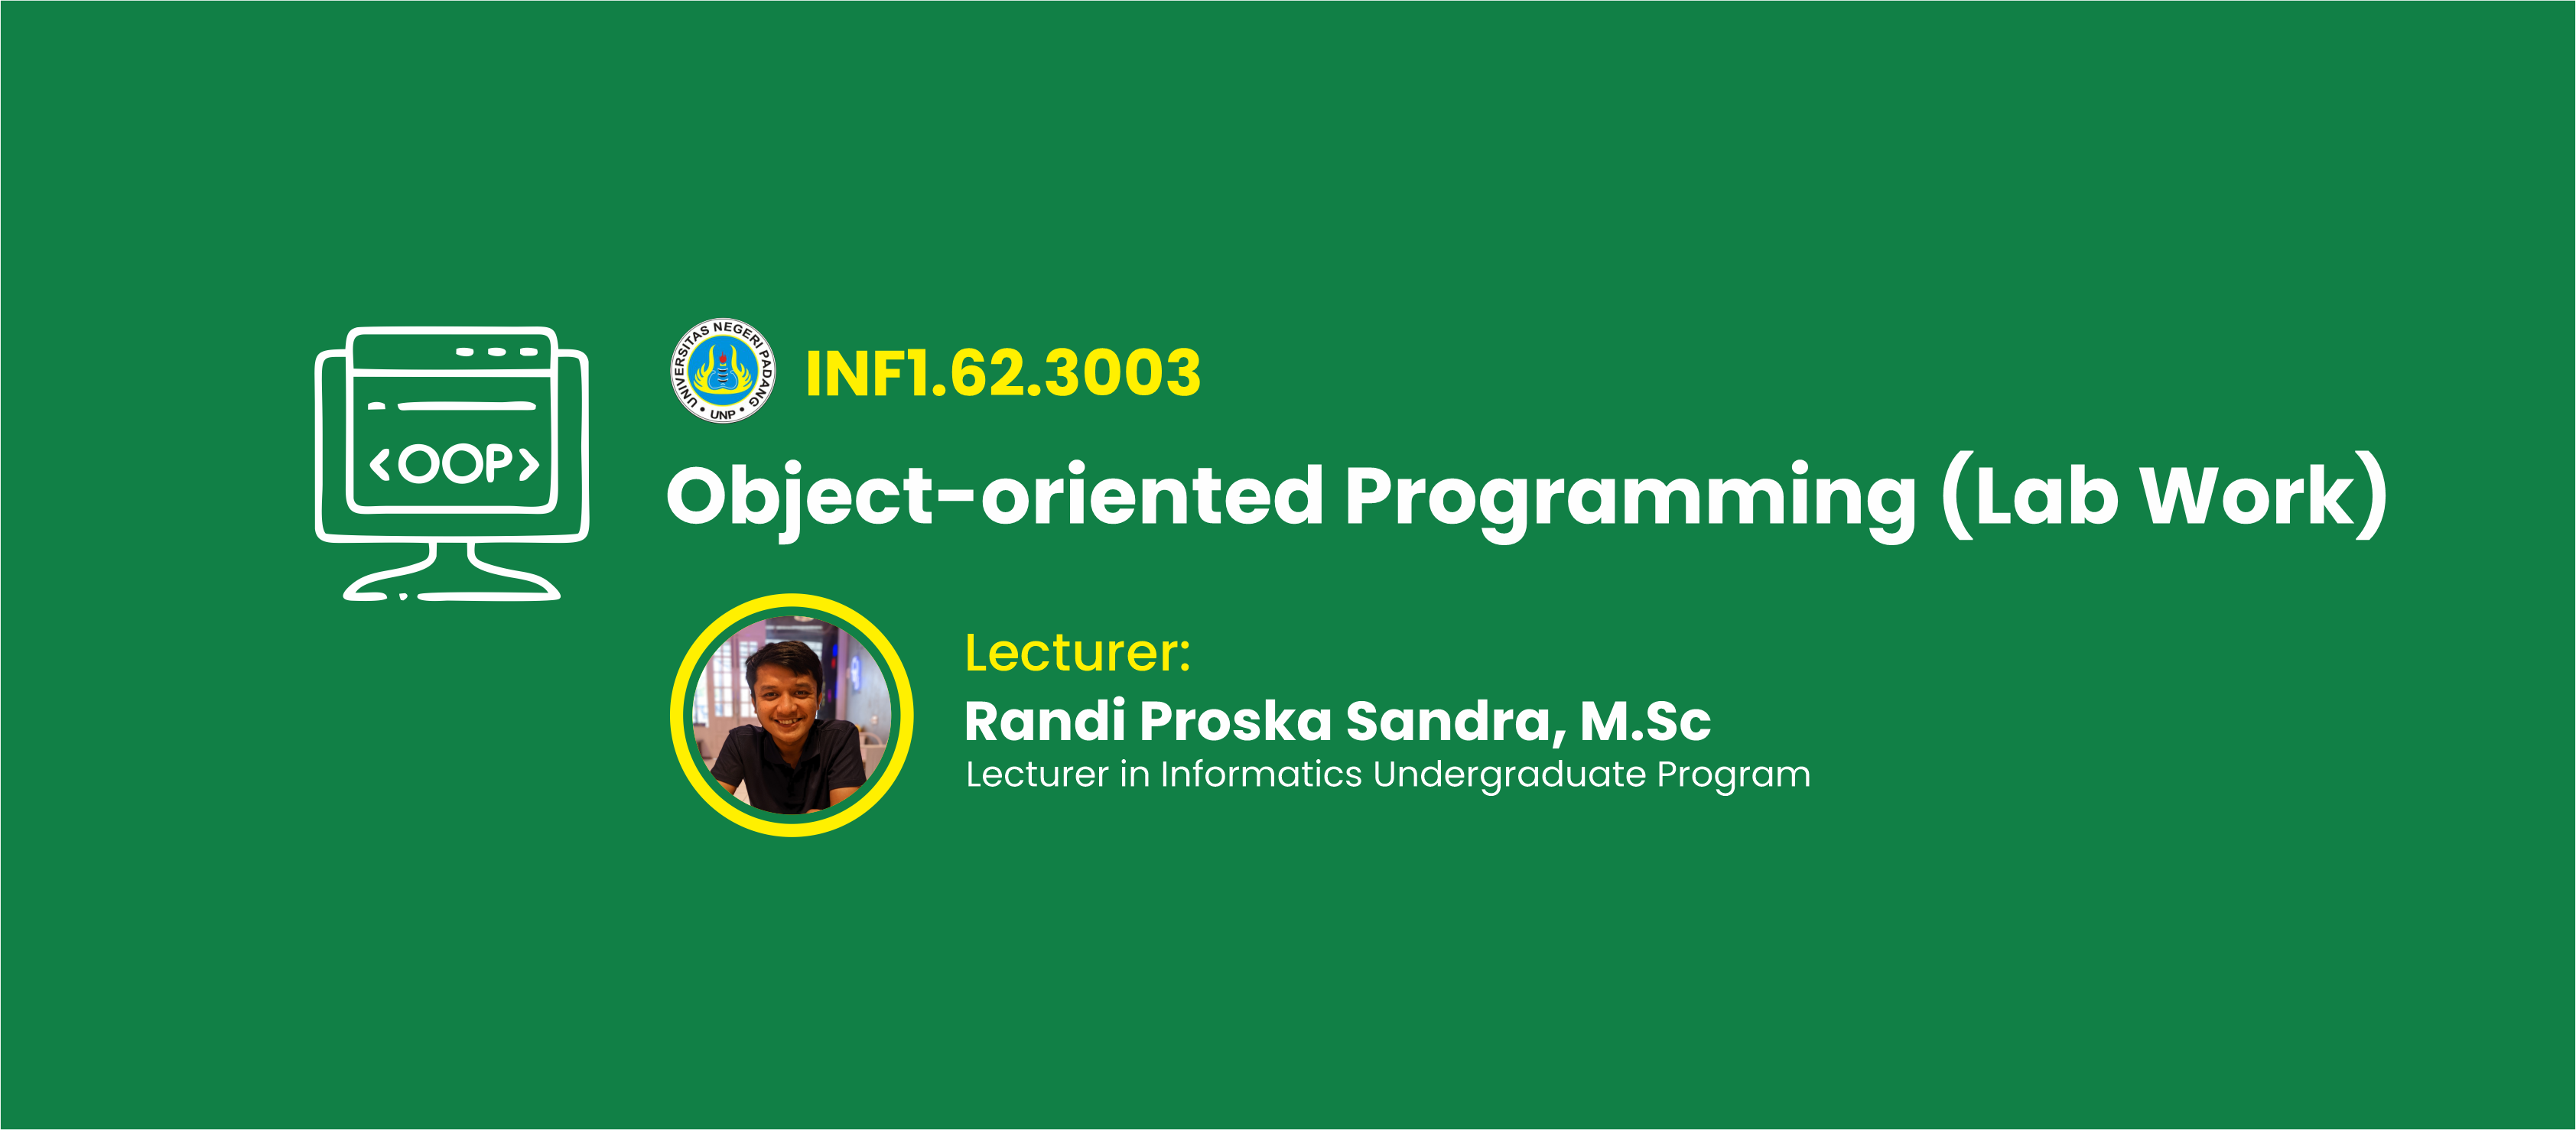 UNIVERSITAS NEGERI PADANG
• UNP •
INF1.62.3003
<OOP>
Object-oriented Programming (Lab Work)
Lecturer:
Randi Proska Sandra, M.Sc
Lecturer in Informatics Undergraduate Program